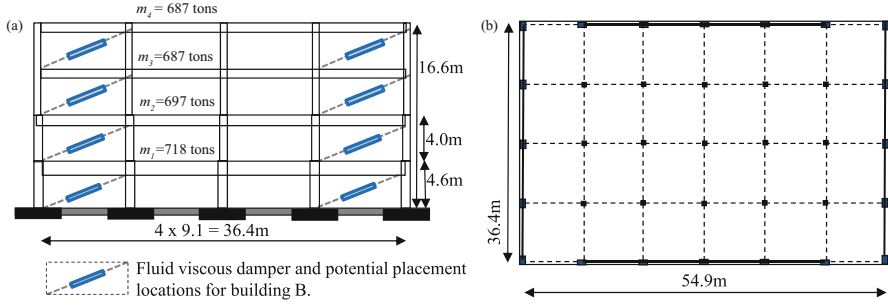 (a)
m₄ = 687 tons
m₃=687 tons
m₂=697 tons
m₁=718 tons
16.6m
4.0m
4.6m
4 x 9.1 = 36.4m
Fluid viscous damper and potential placement
locations for building B.
(b)
36.4m
54.9m